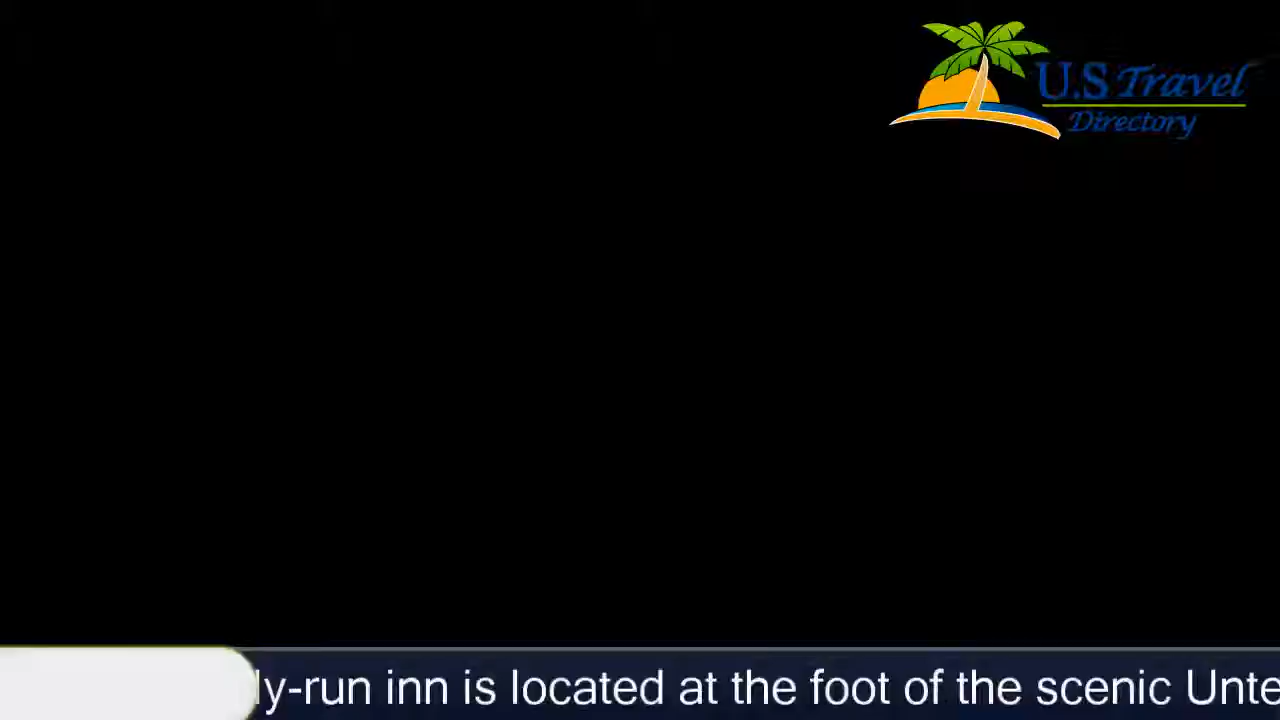 U.S Travel
Directory
ly-run inn is located at the foot of the scenic Unte